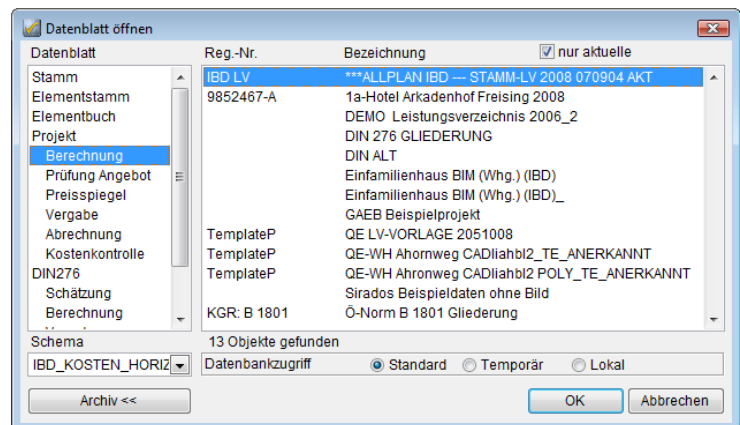 Datenblatt öffnen
Datenblatt Reg.-Nr. Bezeichnung nur aktuelle
Stamm
Elementstamm
Elementbuch
Projekt
Berechnung
Prüfung Angebot
Preisspiegel
Vergabe
Abrechnung
Kostenkontrolle
DIN276
Schätzung
Berechnung
IBD LV ***ALLPLAN IBD --- STAMM-LV 2008 070904 AKT
9852467-A 1a-Hotel Arkadenhof Freising 2008
DEMO Leistungsverzeichnis 2006_2
DIN 276 GLIEDERUNG
DIN ALT
Einfamilienhaus BIM (Whg.) (IBD)
Einfamilienhaus BIM (Whg.) (IBD)_
GAEB Beispielprojekt
TemplateP QE LV-VORLAGE 2051008
TemplateP QE-WH Ahornweg CADliahbl2_TE_ANERKANNT
TemplateP QE-WH Ahronweg CADliahbl2 POLY_TE_ANERKANNT
Sirados Beispieldaten ohne Bild
KGR: B 1801 Ö-Norm B 1801 Gliederung
Schema 13 Objekte gefunden
IBD_KOSTEN_HORIZ Datenbankzugriff Standard Temporär Lokal
Archiv << OK Abbrechen